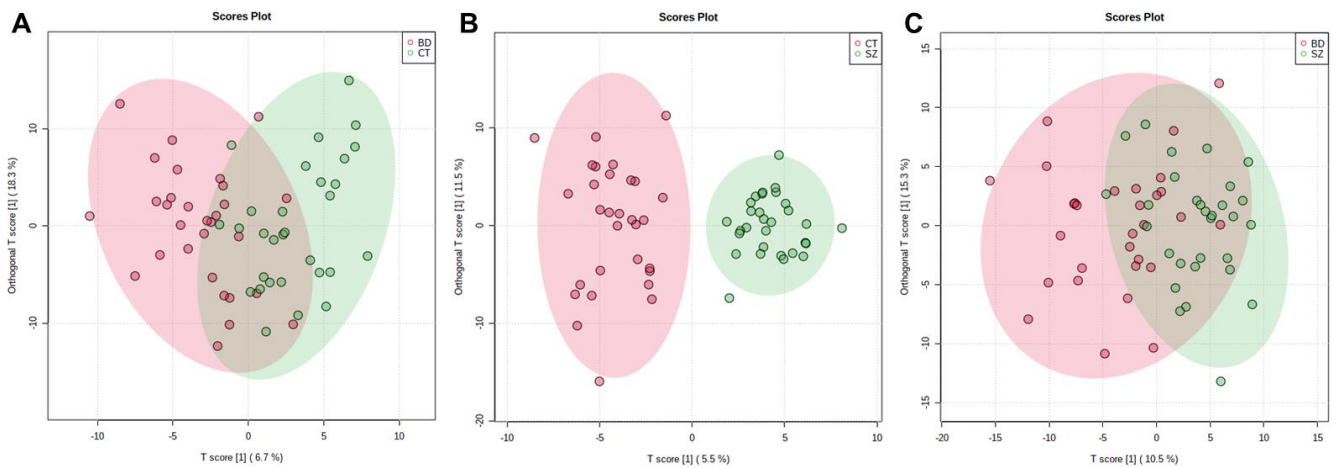 A
Scores Plot
BD
CT
Orthogonal T score [1] ( 18.3 %)
10
0
-10
-10 -5 0 5 10
T score [1] ( 6.7 %)
B
Scores Plot
CT
SZ
Orthogonal T score [1] ( 11.5 %)
10
0
-10
-20
-10 -5 0 5 10
T score [1] ( 5.5 %)
C
Scores Plot
BD
SZ
Orthogonal T score [1] ( 15.3 %)
15
10
5
0
-5
-10
-15
-20 -15 -10 -5 0 5 10 15
T score [1] ( 10.5 %)